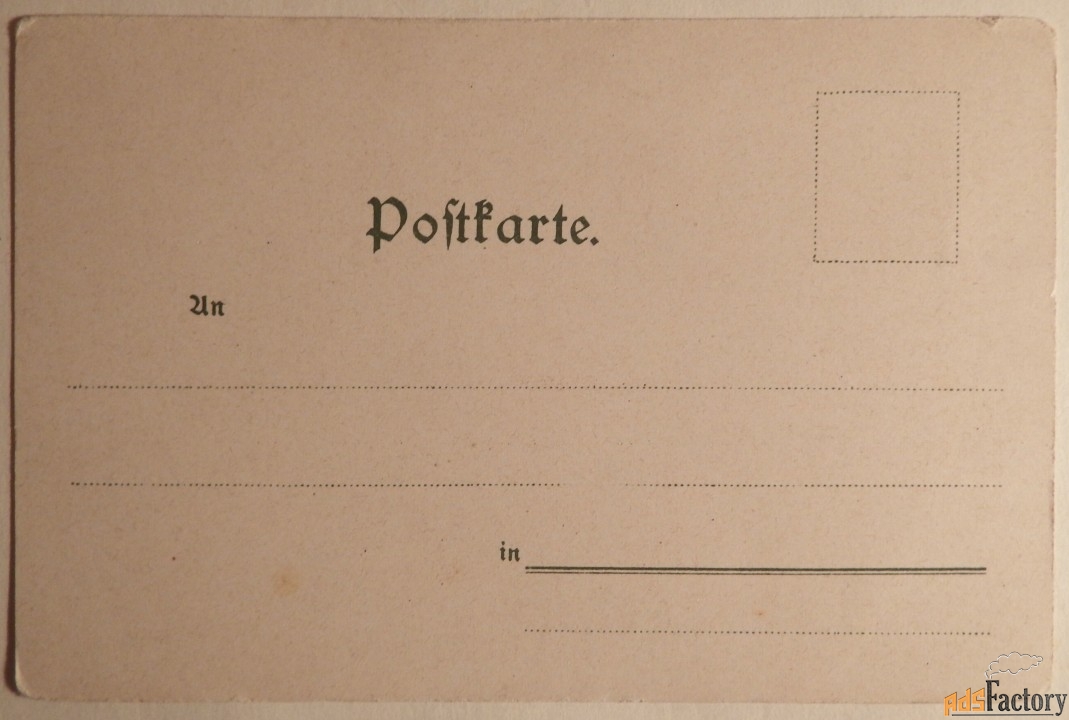 Postkarte.
An
in
AdsFactory